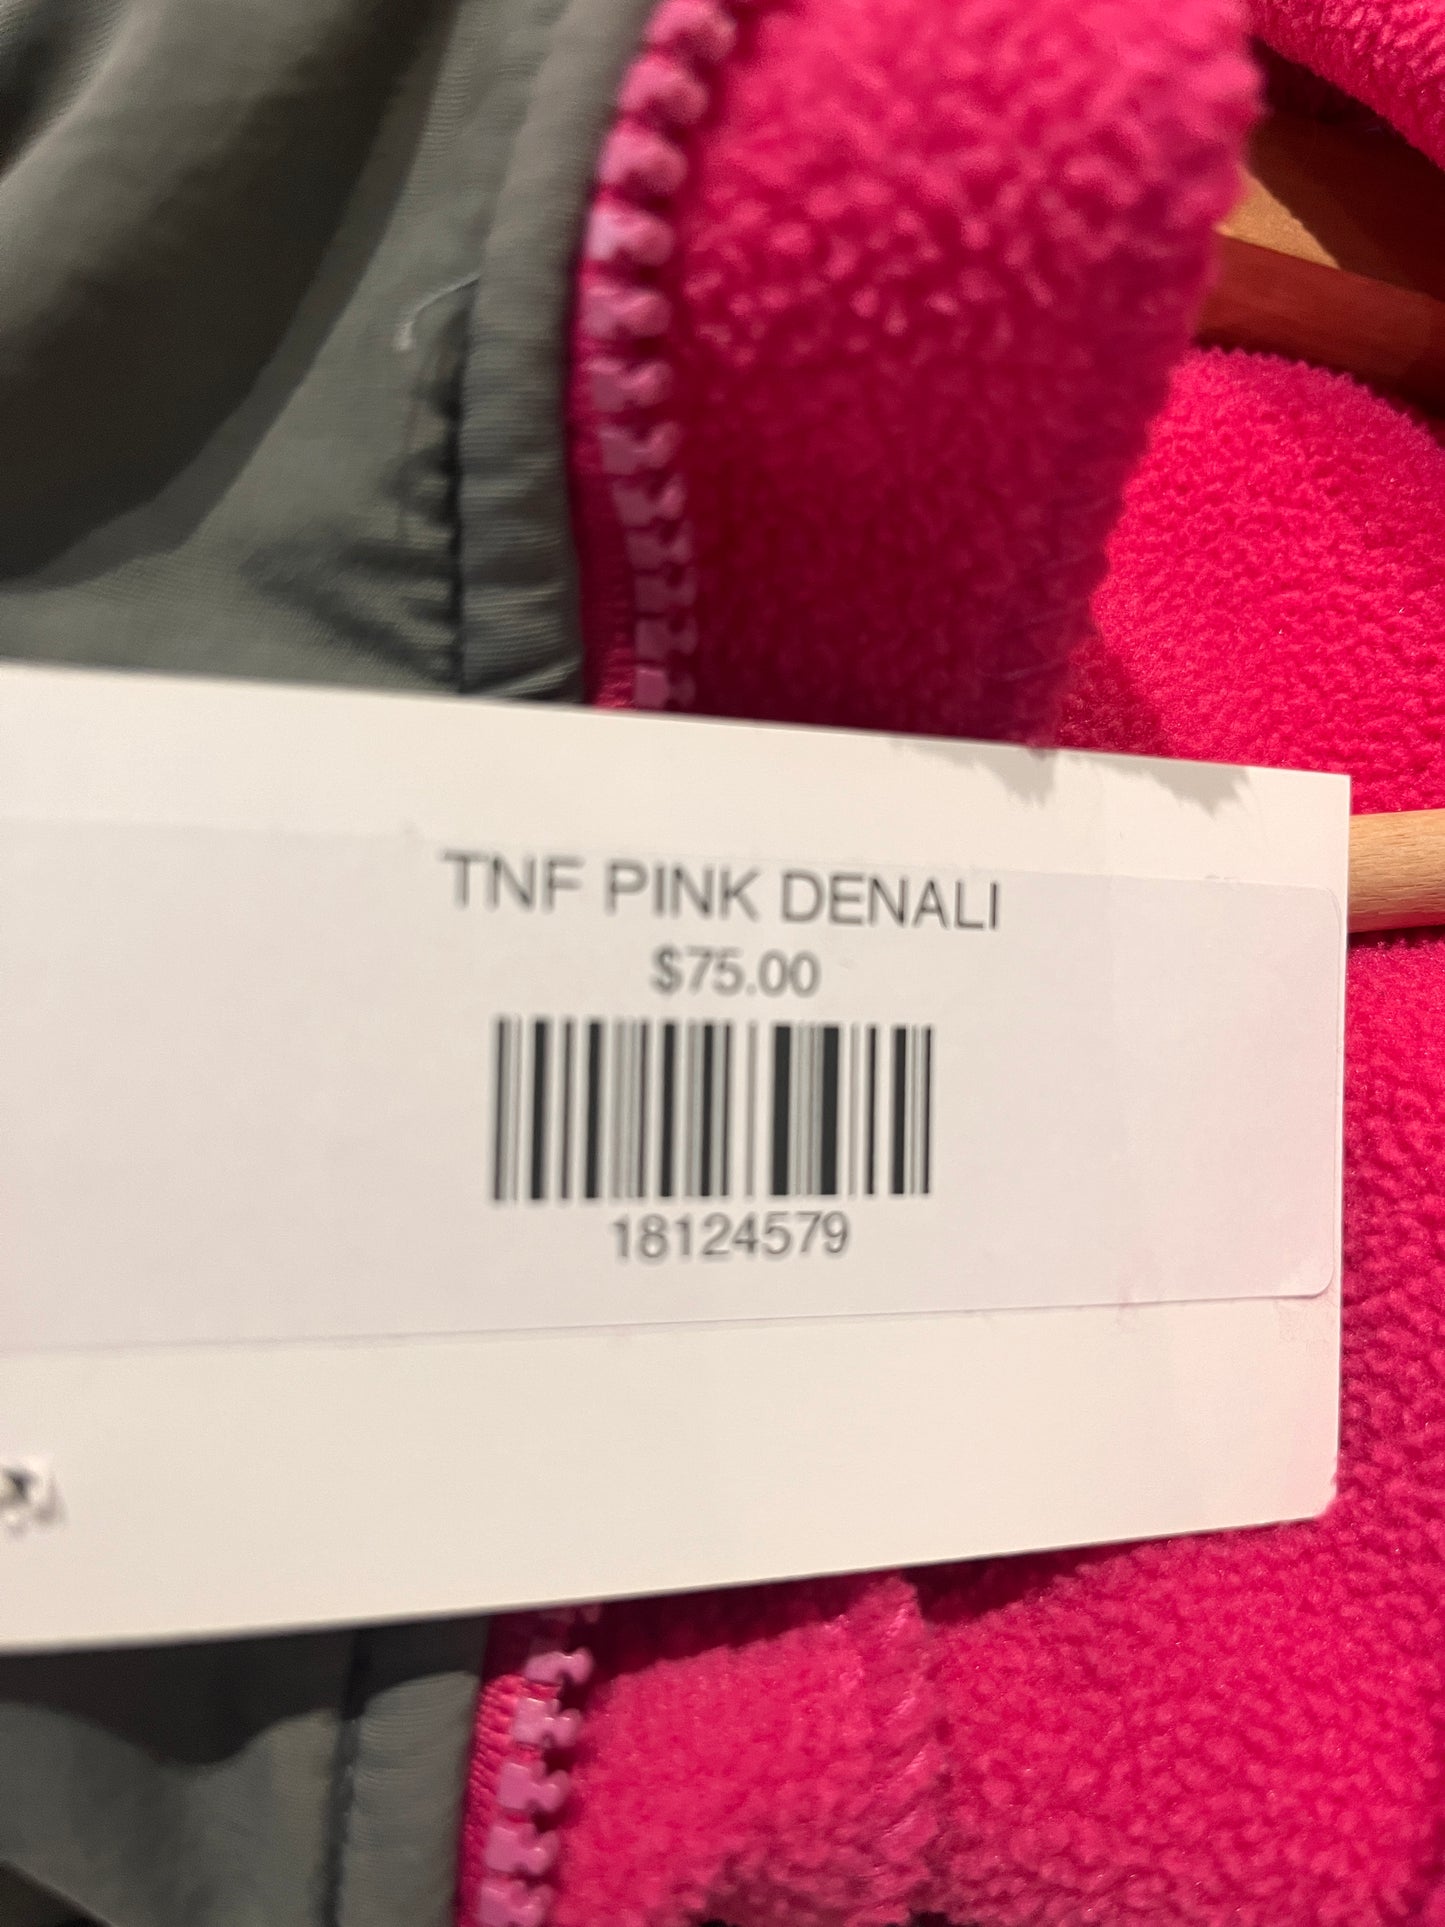 TNF PINK DENALI
$75.00
18124579